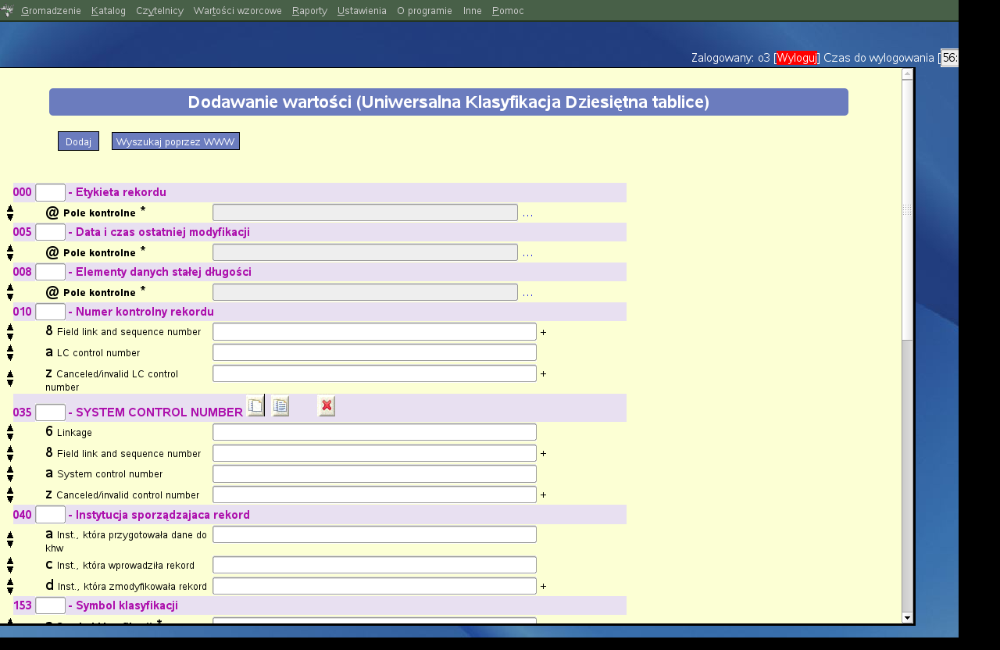 Gromadzenie Katalog Czytelnicy Wartości wzorcowe Raporty Ustawienia O programie Inne Pomoc
Zalogowany: o3 [Wyloguj] Czas do wylogowania [56:
Dodawanie wartości (Uniwersalna Klasyfikacja Dziesiętna tablice)
Dodaj Wyszukaj poprzez WWW
000 - Etykieta rekordu
@ Pole kontrolne * ...
005 - Data i czas ostatniej modyfikacji
@ Pole kontrolne * ...
008 - Elementy danych stałej długości
@ Pole kontrolne * ...
010 - Numer kontrolny rekordu
8 Field link and sequence number +
a LC control number
z Canceled/invalid LC control
number +
035 - SYSTEM CONTROL NUMBER
6 Linkage
8 Field link and sequence number +
a System control number
z Canceled/invalid control number +
040 - Instytucja sporządzajaca rekord
a Inst., która przygotowała dane do
khw
c Inst., która wprowadziła rekord
d Inst., która zmodyfikowała rekord +
153 - Symbol klasyfikacji